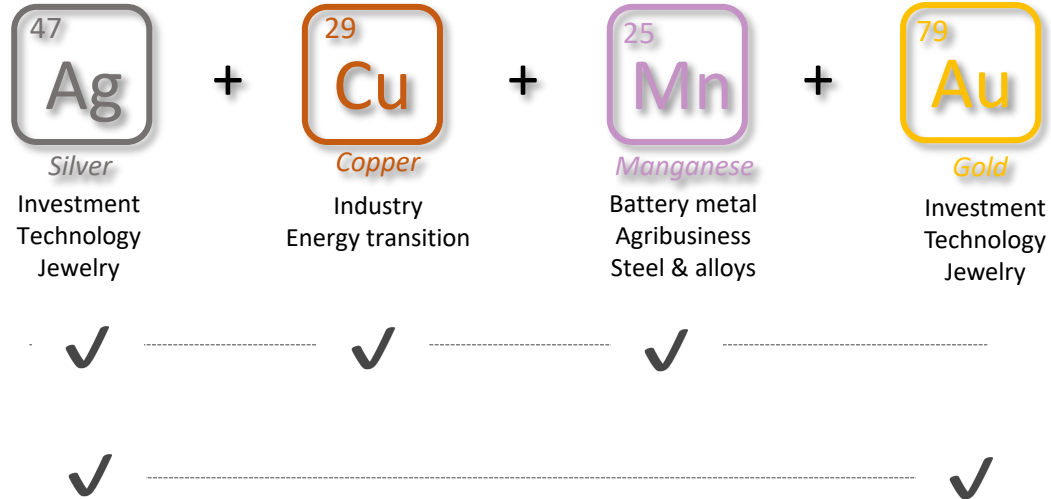 47
Ag
Silver
Investment
Technology
Jewelry
+
29
Cu
Copper
Industry
Energy transition
+
25
Mn
Manganese
Battery metal
Agribusiness
Steel & alloys
+
79
Au
Gold
Investment
Technology
Jewelry
✓ ✓ ✓
✓ ✓